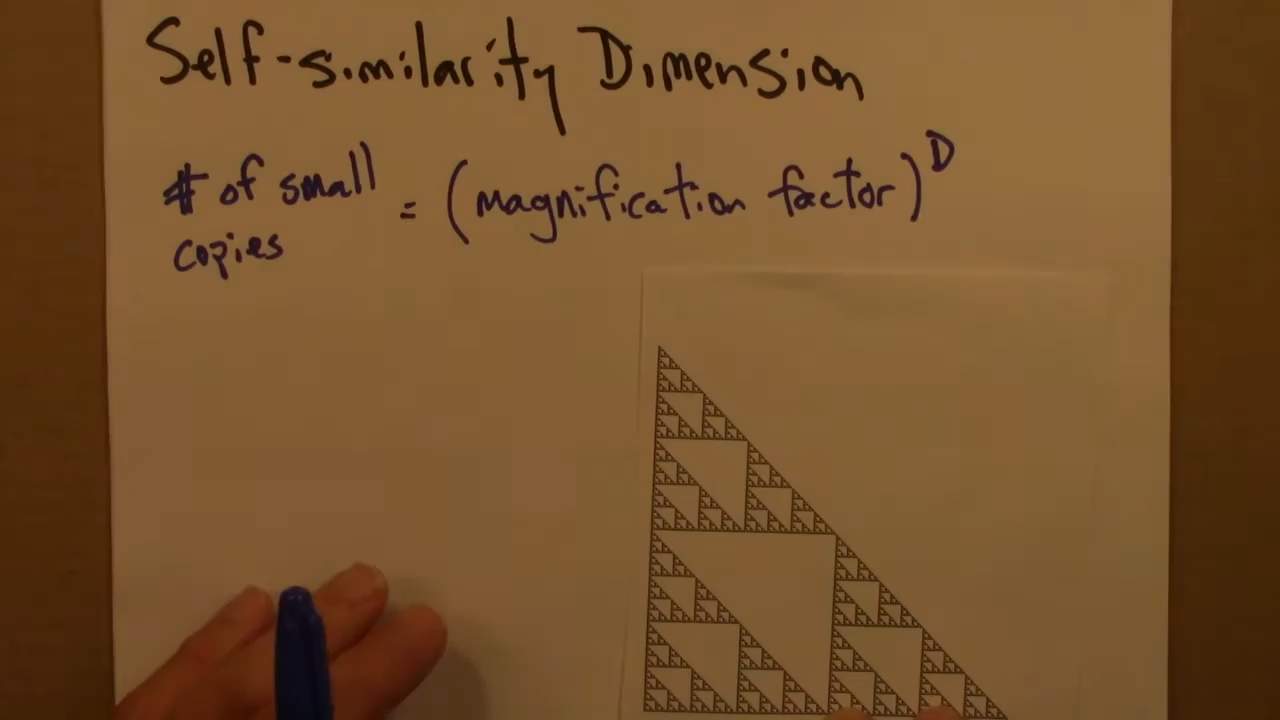 Self-similarity Dimension
# of small copies = (magnification factor)^D